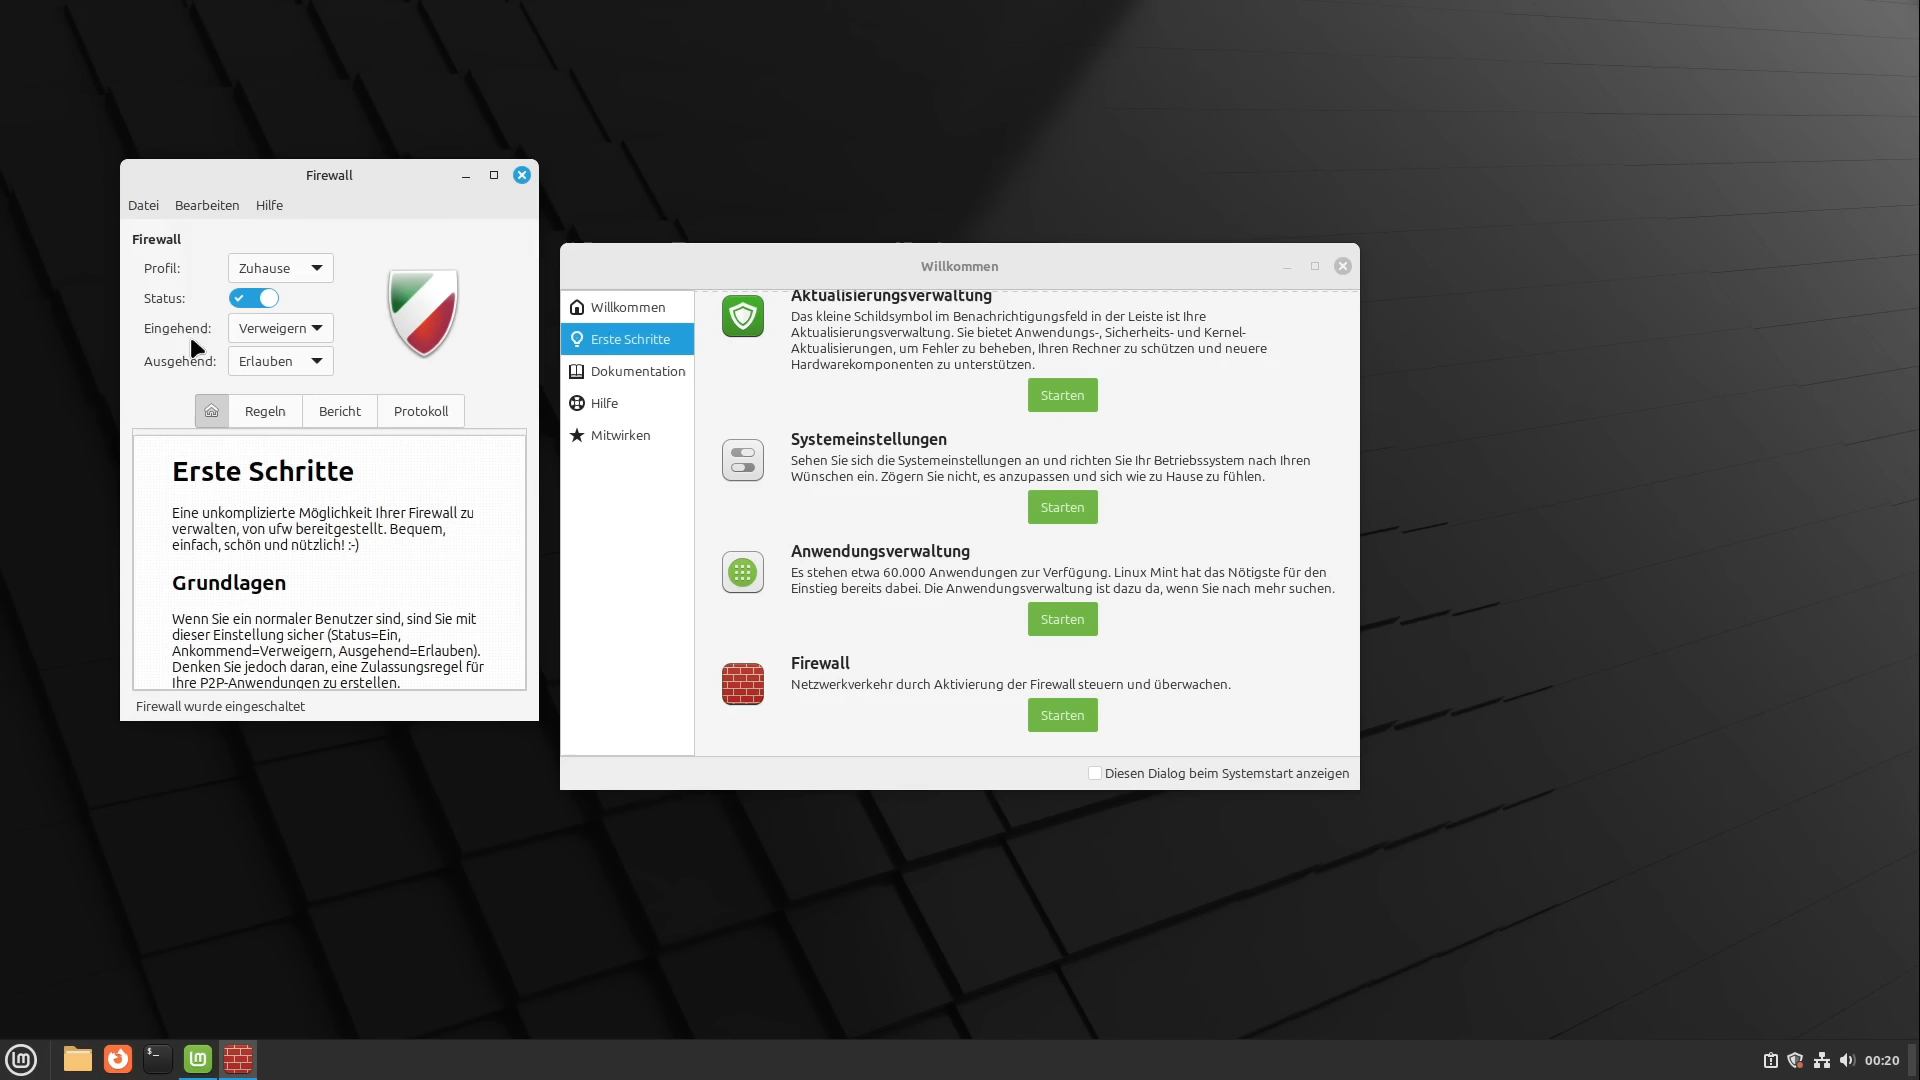 Firewall
Datei Bearbeiten Hilfe
Firewall
Profil: Zuhause
Status:
Eingehend: Verweigern
Ausgehend: Erlauben
Regeln Bericht Protokoll
Erste Schritte
Eine unkomplizierte Möglichkeit Ihrer Firewall zu
verwalten, von ufw bereitgestellt. Bequem,
einfach, schön und nützlich! :-)
Grundlagen
Wenn Sie ein normaler Benutzer sind, sind Sie mit
dieser Einstellung sicher (Status=Ein,
Ankommend=Verweigern, Ausgehend=Erlauben).
Denken Sie jedoch daran, eine Zulassungsregel für
Ihre P2P-Anwendungen zu erstellen.
Firewall wurde eingeschaltet
Willkommen
Willkommen
Erste Schritte
Dokumentation
Hilfe
Mitwirken
Aktualisierungsverwaltung
Das kleine Schildsymbol im Benachrichtigungsfeld in der Leiste ist Ihre
Aktualisierungsverwaltung. Sie bietet Anwendungs-, Sicherheits- und Kernel-
Aktualisierungen, um Fehler zu beheben, Ihren Rechner zu schützen und neuere
Hardwarekomponenten zu unterstützen.
Starten
Systemeinstellungen
Sehen Sie sich die Systemeinstellungen an und richten Sie Ihr Betriebssystem nach Ihren
Wünschen ein. Zögern Sie nicht, es anzupassen und sich wie zu Hause zu fühlen.
Starten
Anwendungsverwaltung
Es stehen etwa 60.000 Anwendungen zur Verfügung. Linux Mint hat das Nötigste für den
Einstieg bereits dabei. Die Anwendungsverwaltung ist dazu da, wenn Sie nach mehr suchen.
Starten
Firewall
Netzwerkverkehr durch Aktivierung der Firewall steuern und überwachen.
Starten
Diesen Dialog beim Systemstart anzeigen
00:20